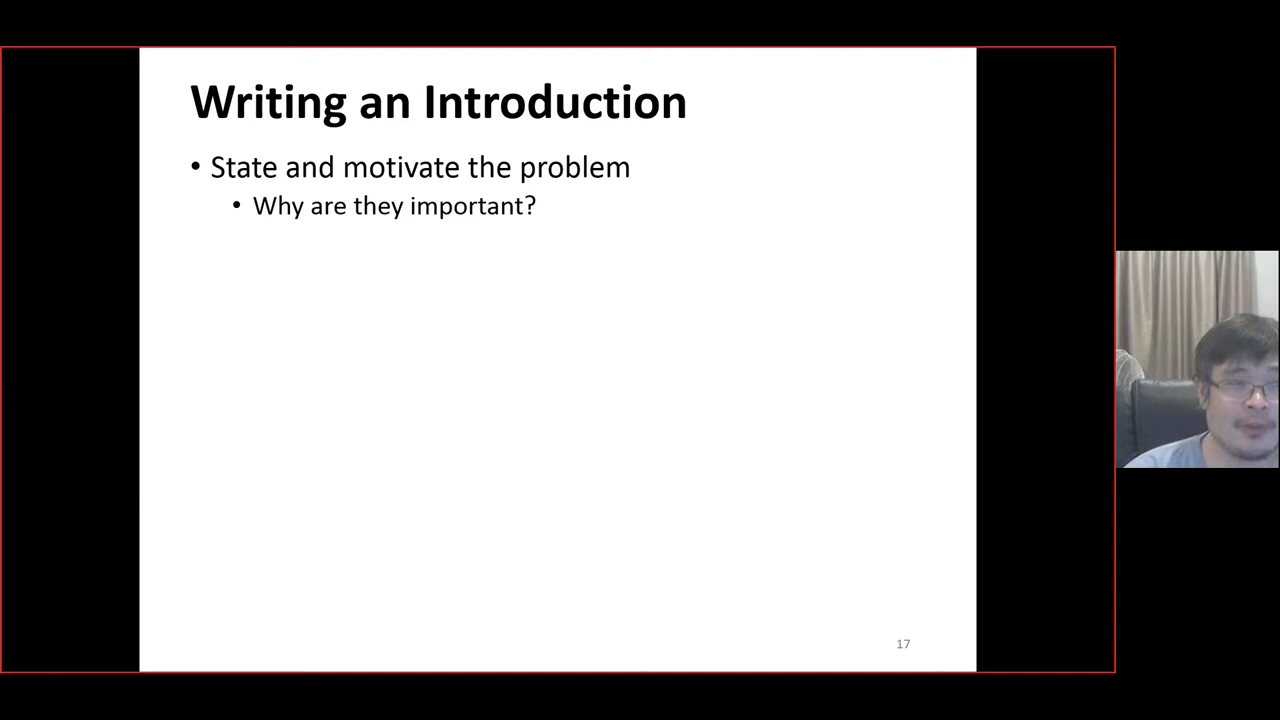 Writing an Introduction
• State and motivate the problem
• Why are they important?
17